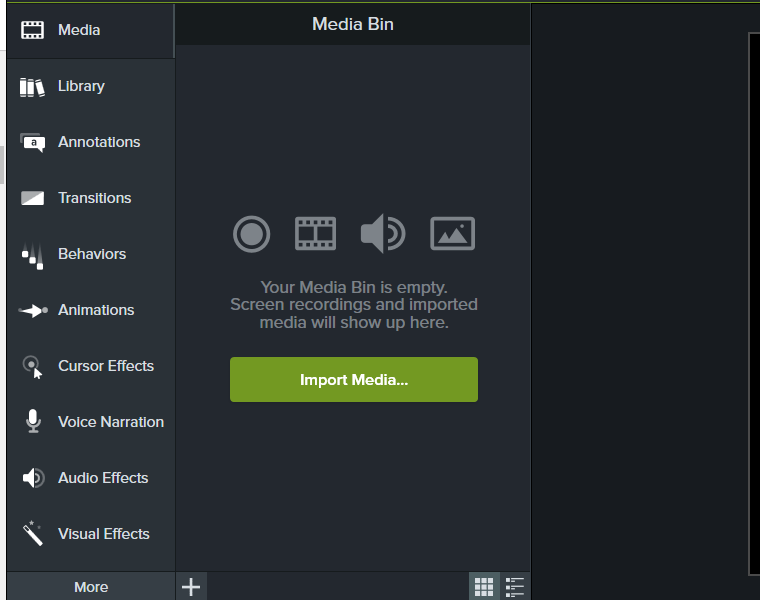 Media
Media Bin
Library
Annotations
a
Transitions
Behaviors
Animations
Your Media Bin is empty.
Screen recordings and imported
media will show up here.
Cursor Effects
Import Media...
Voice Narration
Audio Effects
Visual Effects
More